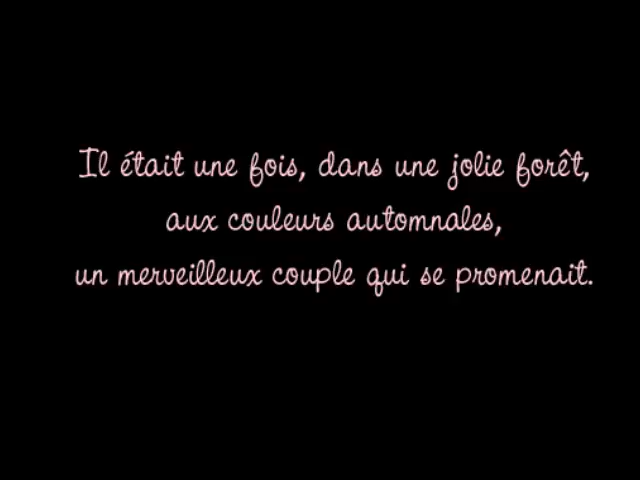 Il était une fois, dans une jolie forêt,
aux couleurs automnales,
un merveilleux couple qui se promenait.